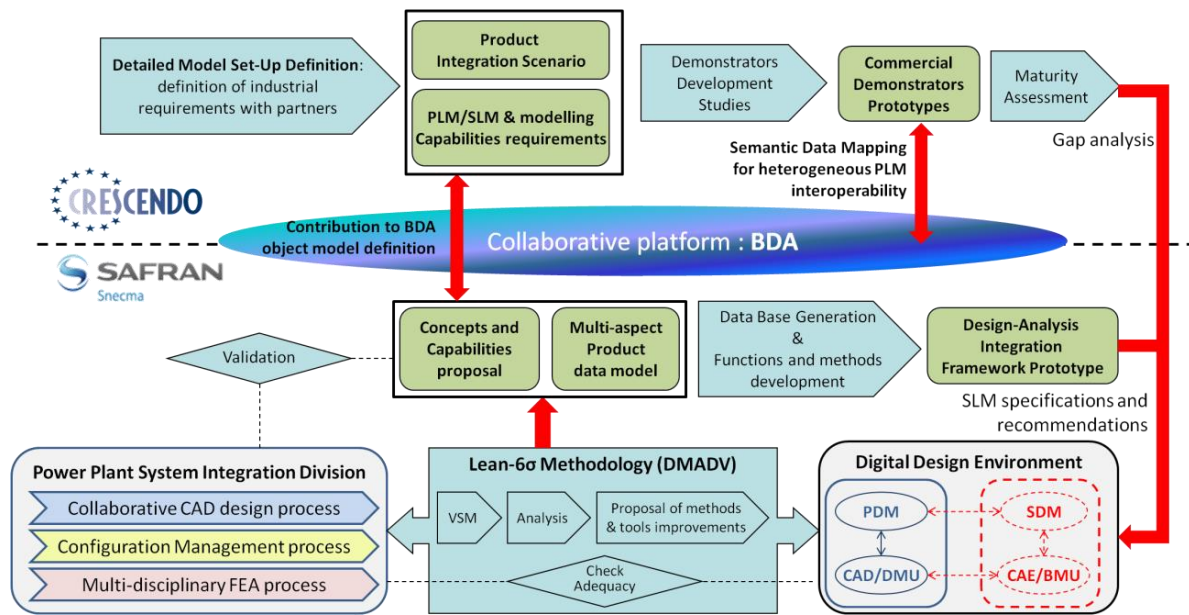 Detailed Model Set-Up Definition:
definition of industrial
requirements with partners
Product
Integration Scenario
PLM/SLM & modelling
Capabilities requirements
Demonstrators
Development
Studies
Commercial
Demonstrators
Prototypes
Maturity
Assessment
Gap analysis
Semantic Data Mapping
for heterogeneous PLM
interoperability
CRESCENDO
Contribution to BDA
object model definition
Collaborative platform : BDA
SAFRAN
Snecma
Validation
Concepts and
Capabilities
proposal
Multi-aspect
Product
data model
Data Base Generation
&
Functions and methods
development
Design-Analysis
Integration
Framework Prototype
SLM specifications and
recommendations
Power Plant System Integration Division
Collaborative CAD design process
Configuration Management process
Multi-disciplinary FEA process
Lean-6σ Methodology (DMADV)
VSM
Analysis
Proposal of methods
& tools improvements
Check
Adequacy
Digital Design Environment
PDM
SDM
CAD/DMU
CAE/BMU